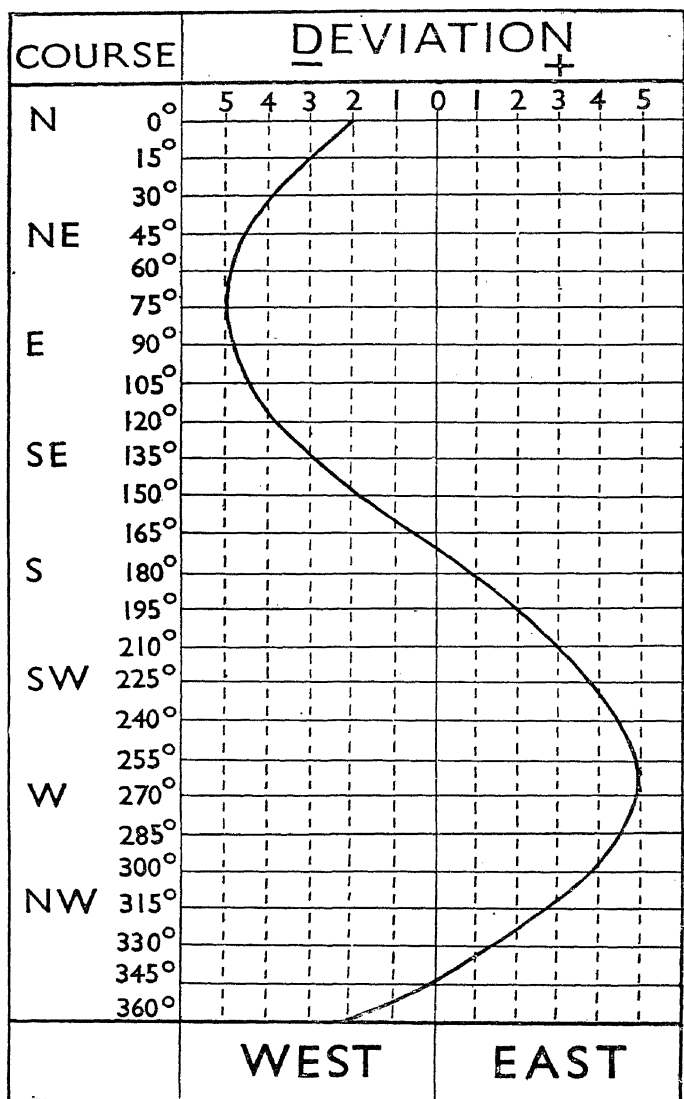 COURSE DEVIATION
− +
5 4 3 2 1 0 1 2 3 4 5
N 0°
15°
30°
NE 45°
60°
75°
E 90°
105°
120°
SE 135°
150°
165°
S 180°
195°
210°
SW 225°
240°
255°
W 270°
285°
300°
NW 315°
330°
345°
360°
WEST EAST